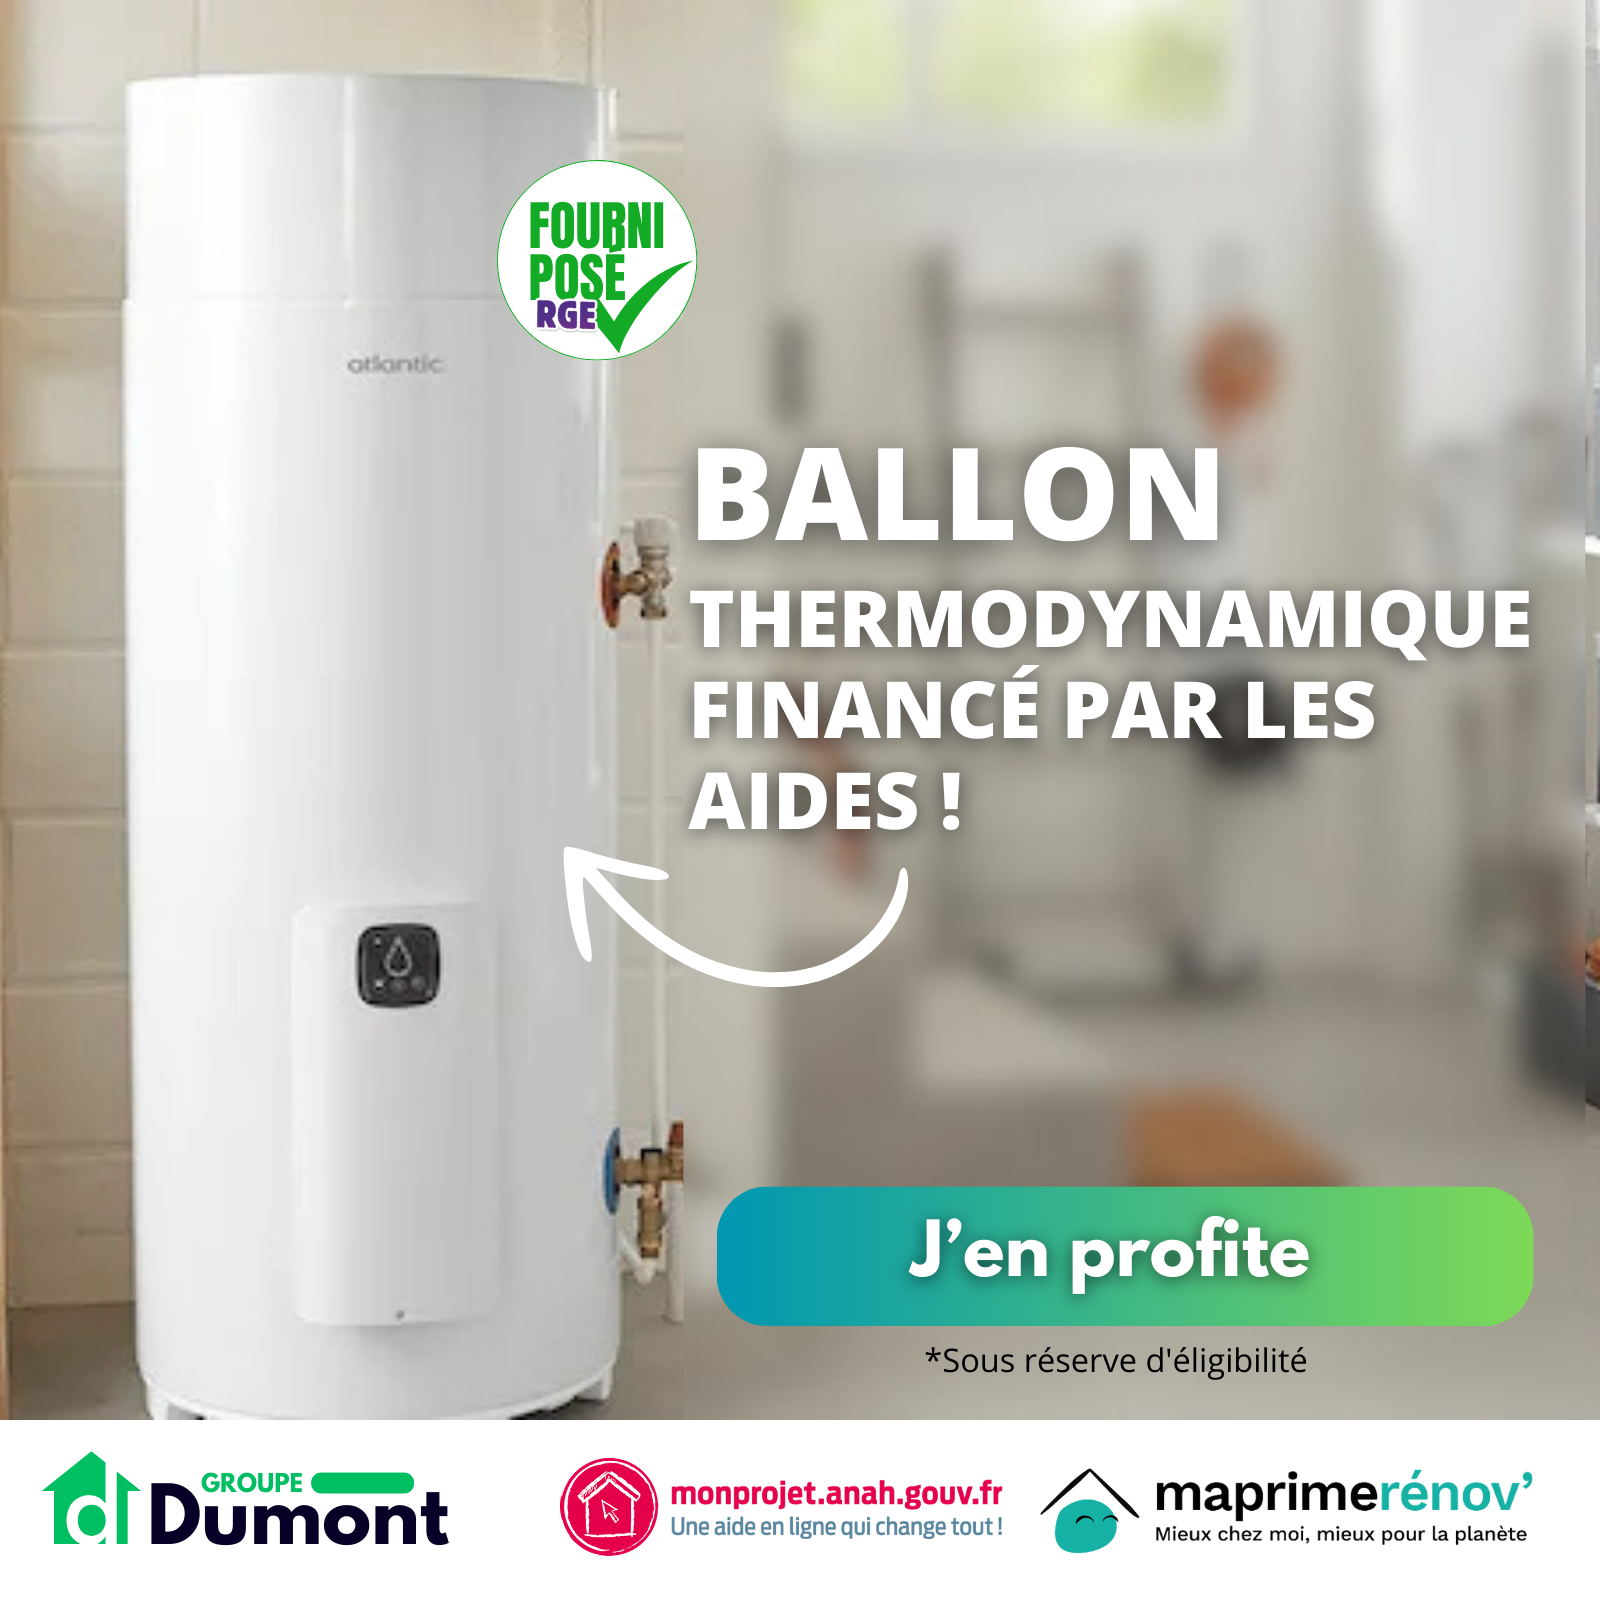 FOURNI
POSÉ
RGE
atlantic
BALLON
THERMODYNAMIQUE
FINANCÉ PAR LES
AIDES !
J’en profite
*Sous réserve d'éligibilité
GROUPE
Dumont
monprojet.anah.gouv.fr
Une aide en ligne qui change tout !
maprimerénov’
Mieux chez moi, mieux pour la planète